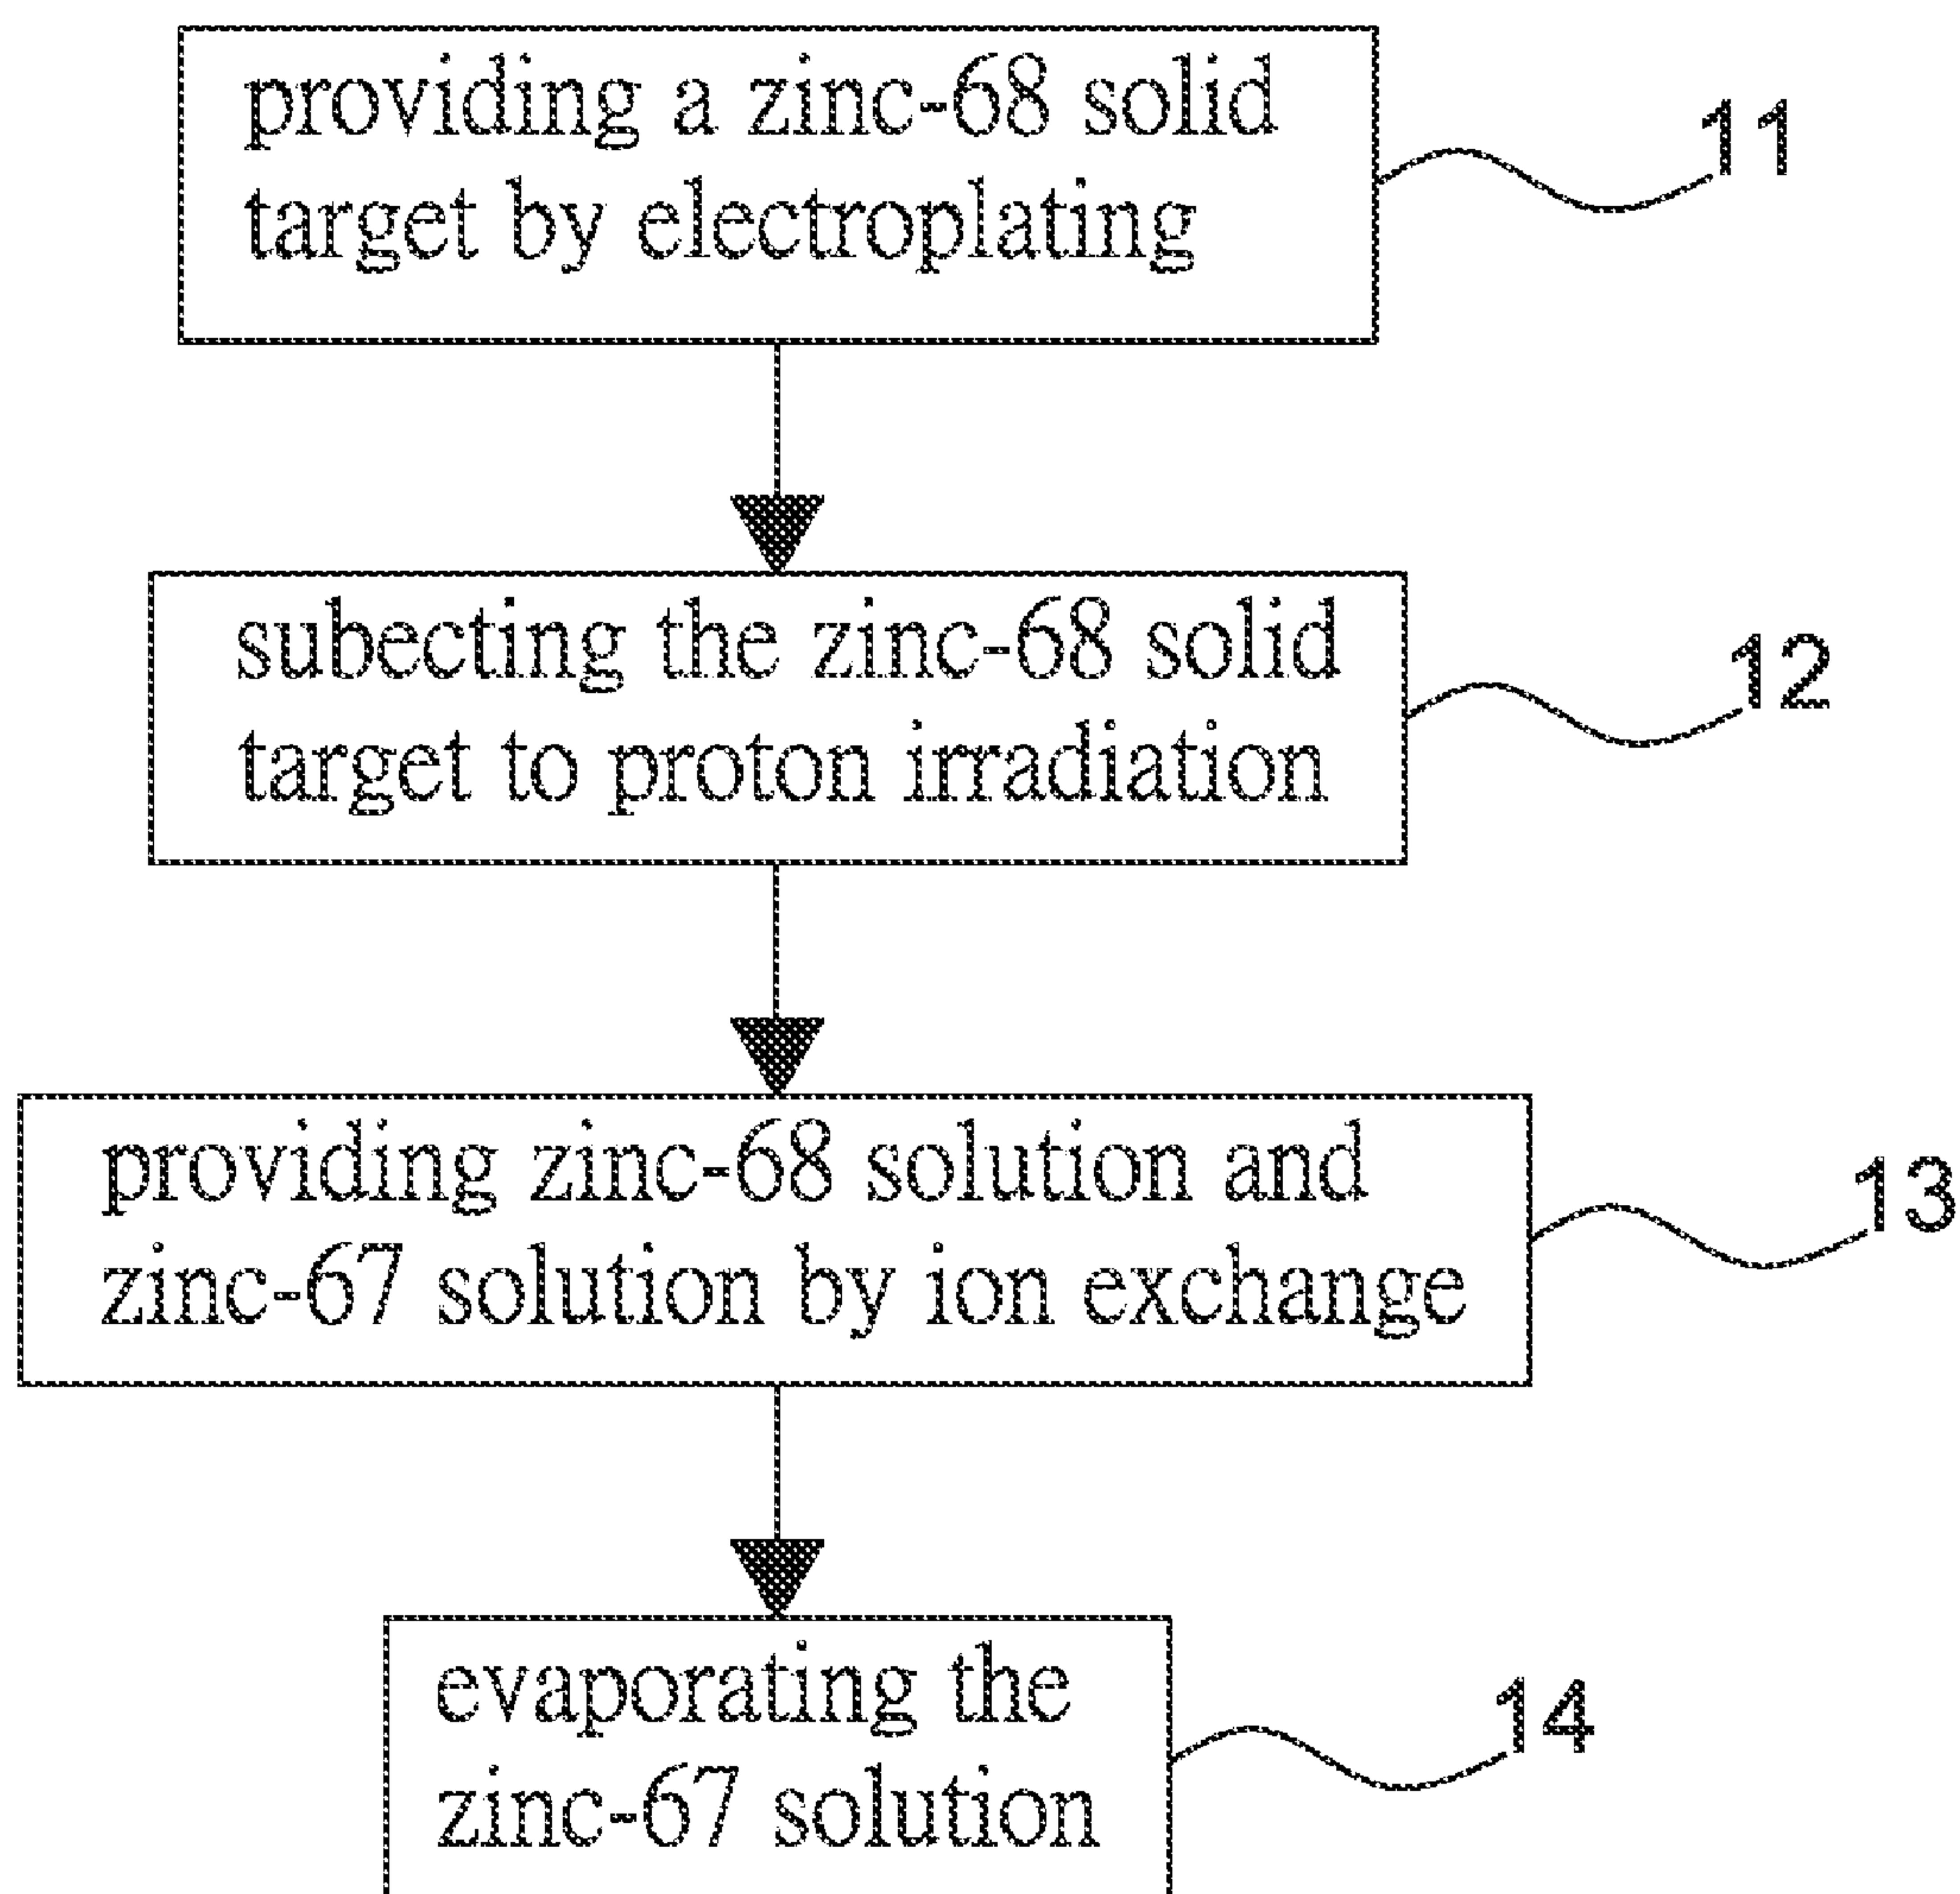 providing a zinc-68 solid
target by electroplating
11
subecting the zinc-68 solid
target to proton irradiation
12
providing zinc-68 solution and
zinc-67 solution by ion exchange
13
evaporating the
zinc-67 solution
14